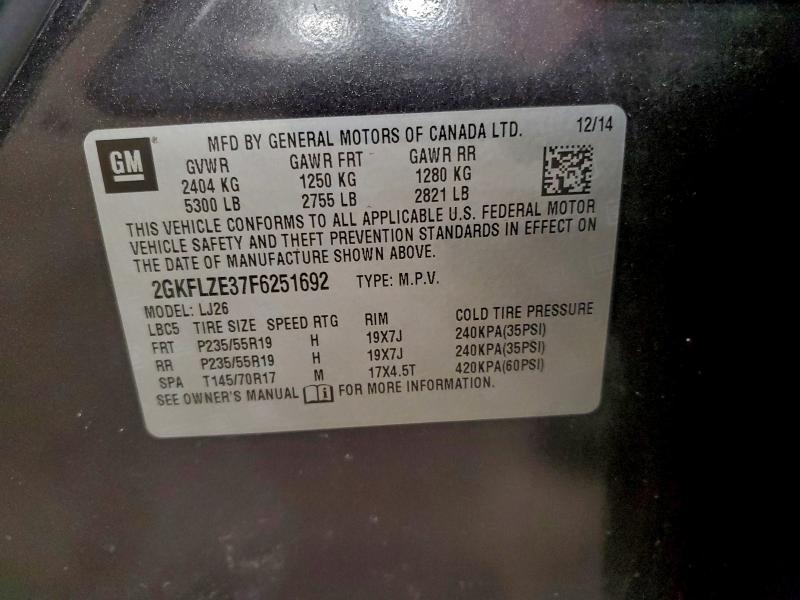 GM
MFD BY GENERAL MOTORS OF CANADA LTD. 12/14
GVWR GAWR FRT GAWR RR
2404 KG 1250 KG 1280 KG
5300 LB 2755 LB 2821 LB
THIS VEHICLE CONFORMS TO ALL APPLICABLE U.S. FEDERAL MOTOR
VEHICLE SAFETY AND THEFT PREVENTION STANDARDS IN EFFECT ON
THE DATE OF MANUFACTURE SHOWN ABOVE.
2GKFLZE37F6251692 TYPE: M.P.V.
MODEL: LJ26
LBC5 TIRE SIZE SPEED RTG RIM COLD TIRE PRESSURE
FRT P235/55R19 H 19X7J 240KPA(35PSI)
RR P235/55R19 H 19X7J 240KPA(35PSI)
SPA T145/70R17 M 17X4.5T 420KPA(60PSI)
SEE OWNER'S MANUAL FOR MORE INFORMATION.